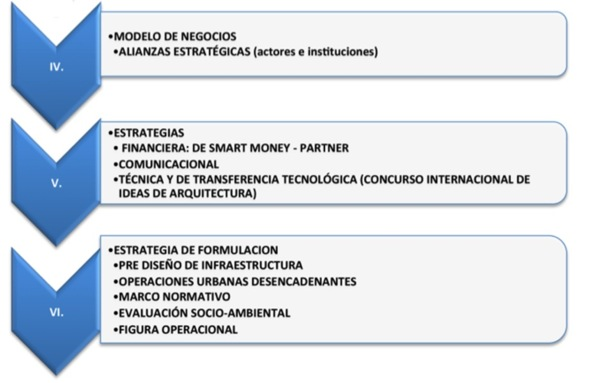 IV.
•MODELO DE NEGOCIOS
•ALIANZAS ESTRATÉGICAS (actores e instituciones)
V.
•ESTRATEGIAS
• FINANCIERA: DE SMART MONEY - PARTNER
•COMUNICACIONAL
•TÉCNICA Y DE TRANSFERENCIA TECNOLÓGICA (CONCURSO INTERNACIONAL DE
IDEAS DE ARQUITECTURA)
VI.
•ESTRATEGIA DE FORMULACION
•PRE DISEÑO DE INFRAESTRUCTURA
•OPERACIONES URBANAS DESENCADENANTES
•MARCO NORMATIVO
•EVALUACIÓN SOCIO-AMBIENTAL
•FIGURA OPERACIONAL